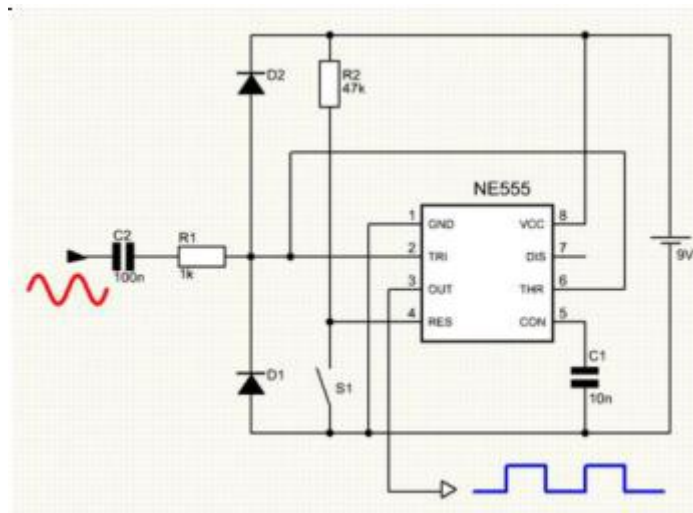 D2
R2
47k
NE555
C2
100n
R1
1k
1 GND VCC 8
2 TRI DIS 7
3 OUT THR 6
4 RES CON 5
9V
D1
S1
C1
10n